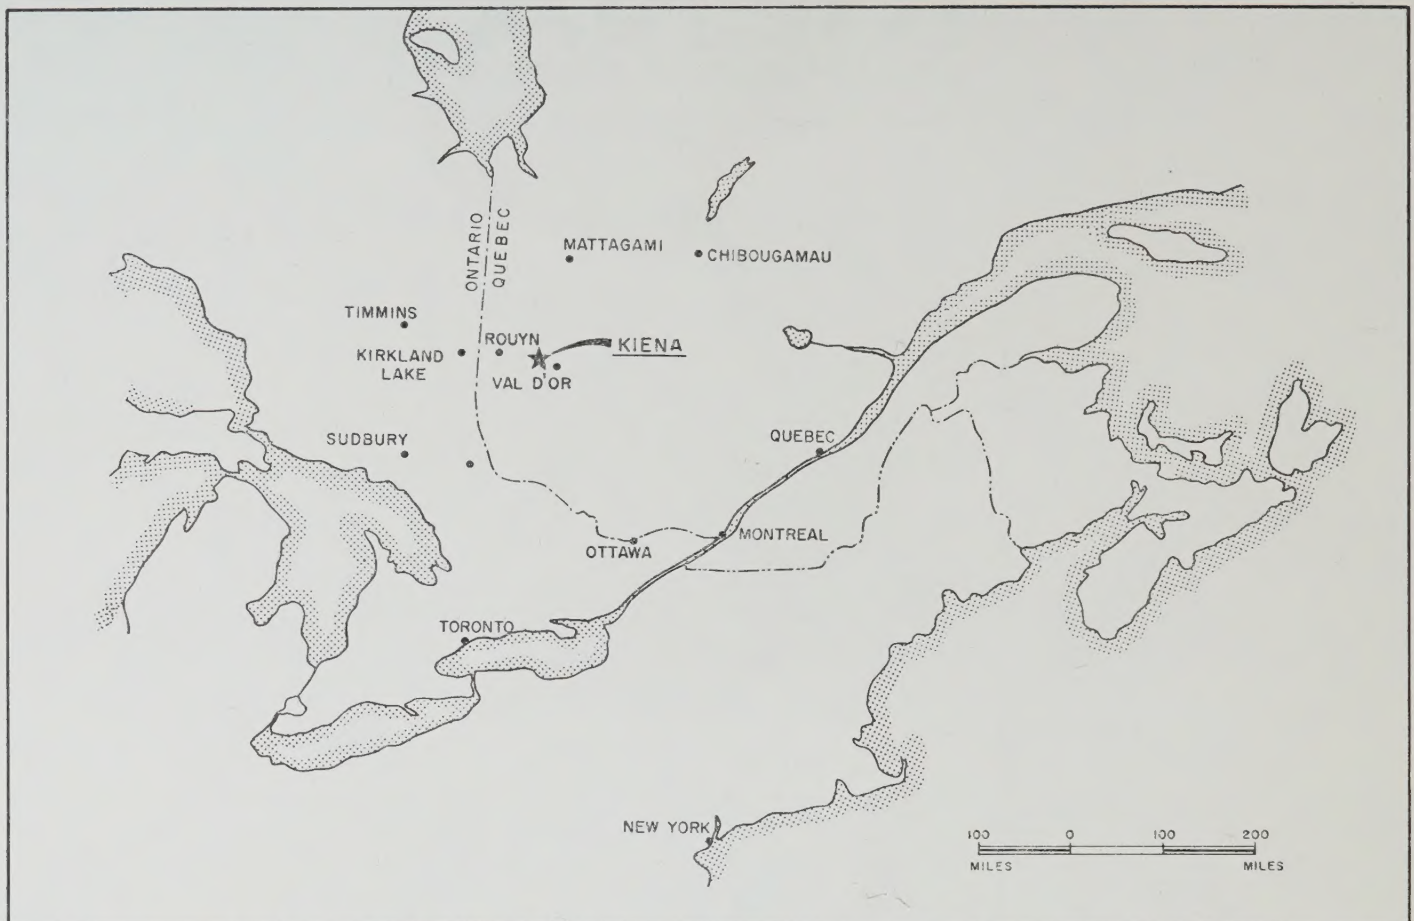 ONTARIO
QUEBEC
MATTAGAMI
CHIBOUGAMAU
TIMMINS
ROUYN
KIENA
KIRKLAND
LAKE
VAL D'OR
SUDBURY
QUEBEC
OTTAWA
MONTREAL
TORONTO
NEW YORK
100 0 100 200
MILES MILES